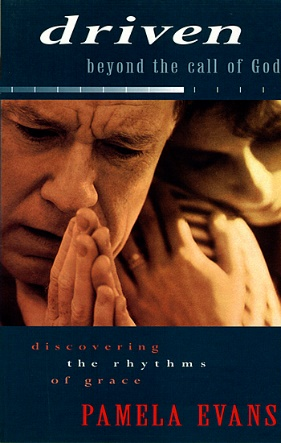 driven
beyond the call of God
discovering
the rhythms
of grace
PAMELA EVANS